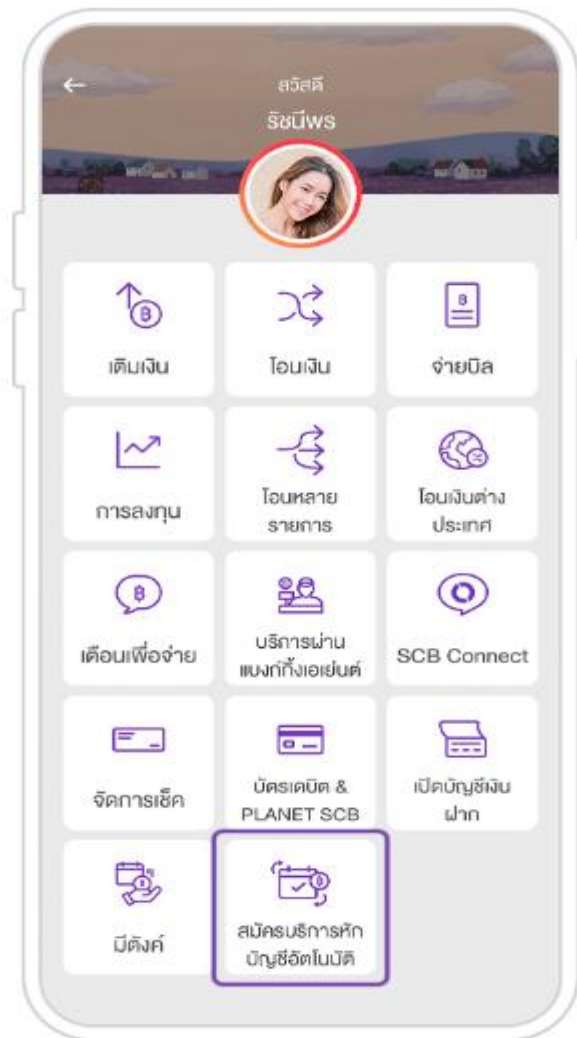 สวัสดี
รัชนีพร
เติมเงิน
โอนเงิน
จ่ายบิล
การลงทุน
โอนหลาย
รายการ
โอนเงินต่าง
ประเทศ
เตือนเพื่อจ่าย
บริการผ่าน
แบงก์กิ้งเอเย่นต์
SCB Connect
จัดการเช็ค
บัตรเดบิต &
PLANET SCB
เปิดบัญชีเงิน
ฝาก
มีตังค์
สมัครบริการหัก
บัญชีอัตโนมัติ